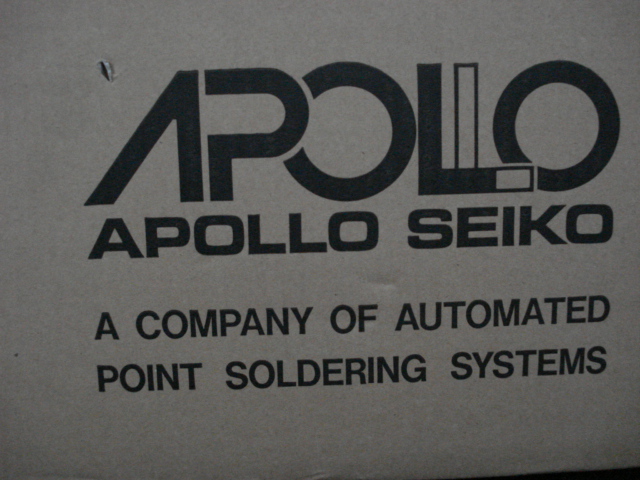 APOLLO
APOLLO SEIKO
A COMPANY OF AUTOMATED
POINT SOLDERING SYSTEMS